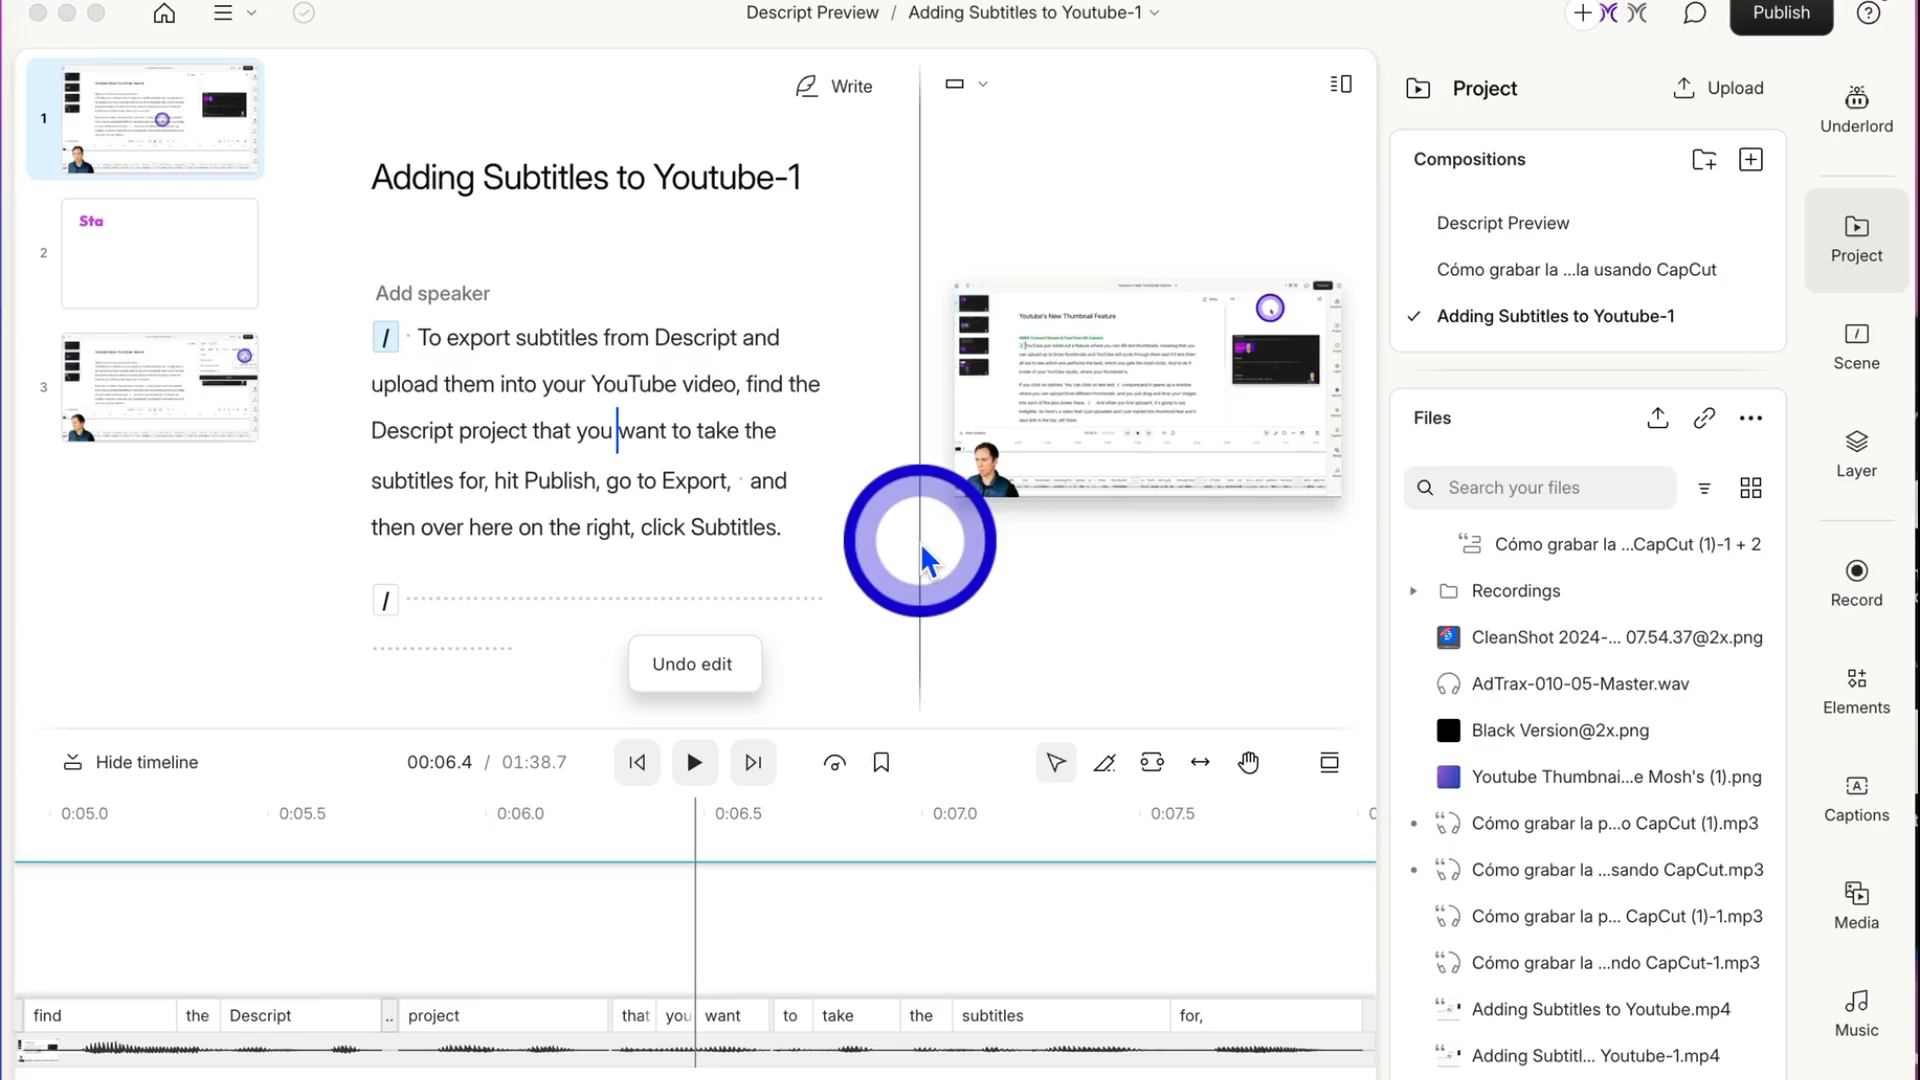 Descript Preview / Adding Subtitles to Youtube-1
Publish
1
2
Sta
3
Write
Adding Subtitles to Youtube-1
Add speaker
/ To export subtitles from Descript and
upload them into your YouTube video, find the
Descript project that you want to take the
subtitles for, hit Publish, go to Export, and
then over here on the right, click Subtitles.
/
Undo edit
Youtube's New Thumbnail Feature
Hide timeline
00:06.4 / 01:38.7
0:05.0
0:05.5
0:06.0
0:06.5
0:07.0
0:07.5
find the Descript .. project that you want to take the subtitles for,
Project
Upload
Compositions
Descript Preview
Cómo grabar la ...la usando CapCut
Adding Subtitles to Youtube-1
Files
Search your files
Cómo grabar la ...CapCut (1)-1 + 2
Recordings
CleanShot 2024-... 07.54.37@2x.png
AdTrax-010-05-Master.wav
Black Version@2x.png
Youtube Thumbnai...e Mosh's (1).png
Cómo grabar la p...o CapCut (1).mp3
Cómo grabar la ...sando CapCut.mp3
Cómo grabar la p... CapCut (1)-1.mp3
Cómo grabar la ...ndo CapCut-1.mp3
Adding Subtitles to Youtube.mp4
Adding Subtitl... Youtube-1.mp4
Underlord
Project
Scene
Layer
Record
Elements
Captions
Media
Music